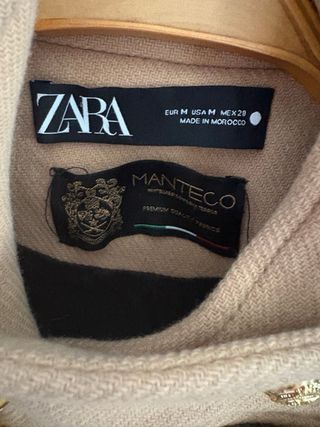 ZARA
EUR M USA M MEX 28
MADE IN MOROCCO
MANTECO
PREMIUM QUALITY FABRICS